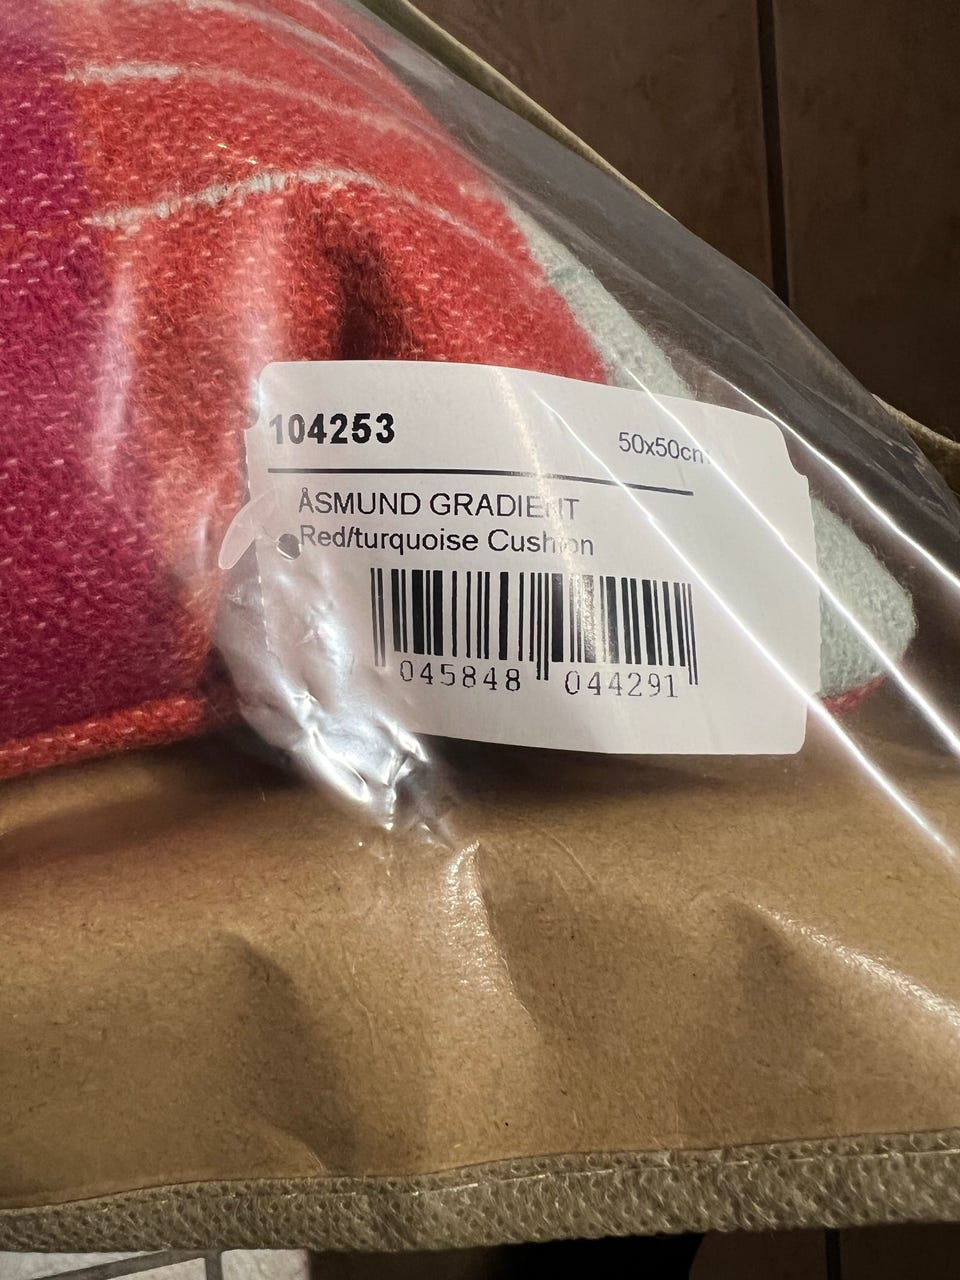 104253
50x50cm
ÅSMUND GRADIENT
Red/turquoise Cushion
045848 044291